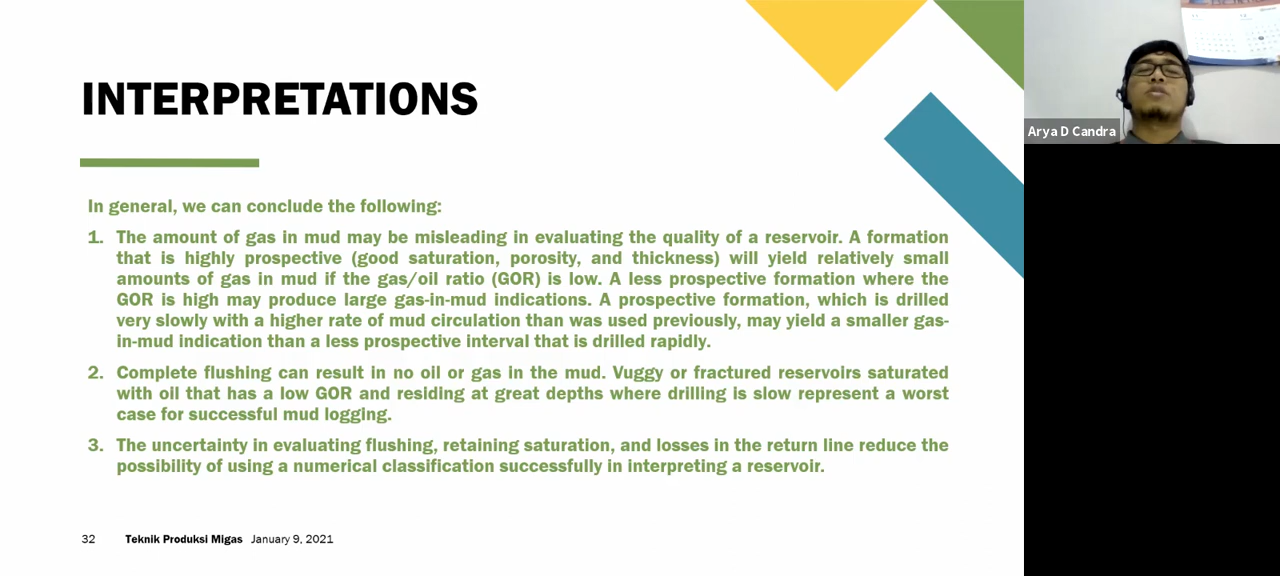 INTERPRETATIONS
In general, we can conclude the following:
1. The amount of gas in mud may be misleading in evaluating the quality of a reservoir. A formation
that is highly prospective (good saturation, porosity, and thickness) will yield relatively small
amounts of gas in mud if the gas/oil ratio (GOR) is low. A less prospective formation where the
GOR is high may produce large gas-in-mud indications. A prospective formation, which is drilled
very slowly with a higher rate of mud circulation than was used previously, may yield a smaller gas-
in-mud indication than a less prospective interval that is drilled rapidly.
2. Complete flushing can result in no oil or gas in the mud. Vuggy or fractured reservoirs saturated
with oil that has a low GOR and residing at great depths where drilling is slow represent a worst
case for successful mud logging.
3. The uncertainty in evaluating flushing, retaining saturation, and losses in the return line reduce the
possibility of using a numerical classification successfully in interpreting a reservoir.
32 Teknik Produksi Migas January 9, 2021
Arya D Candra